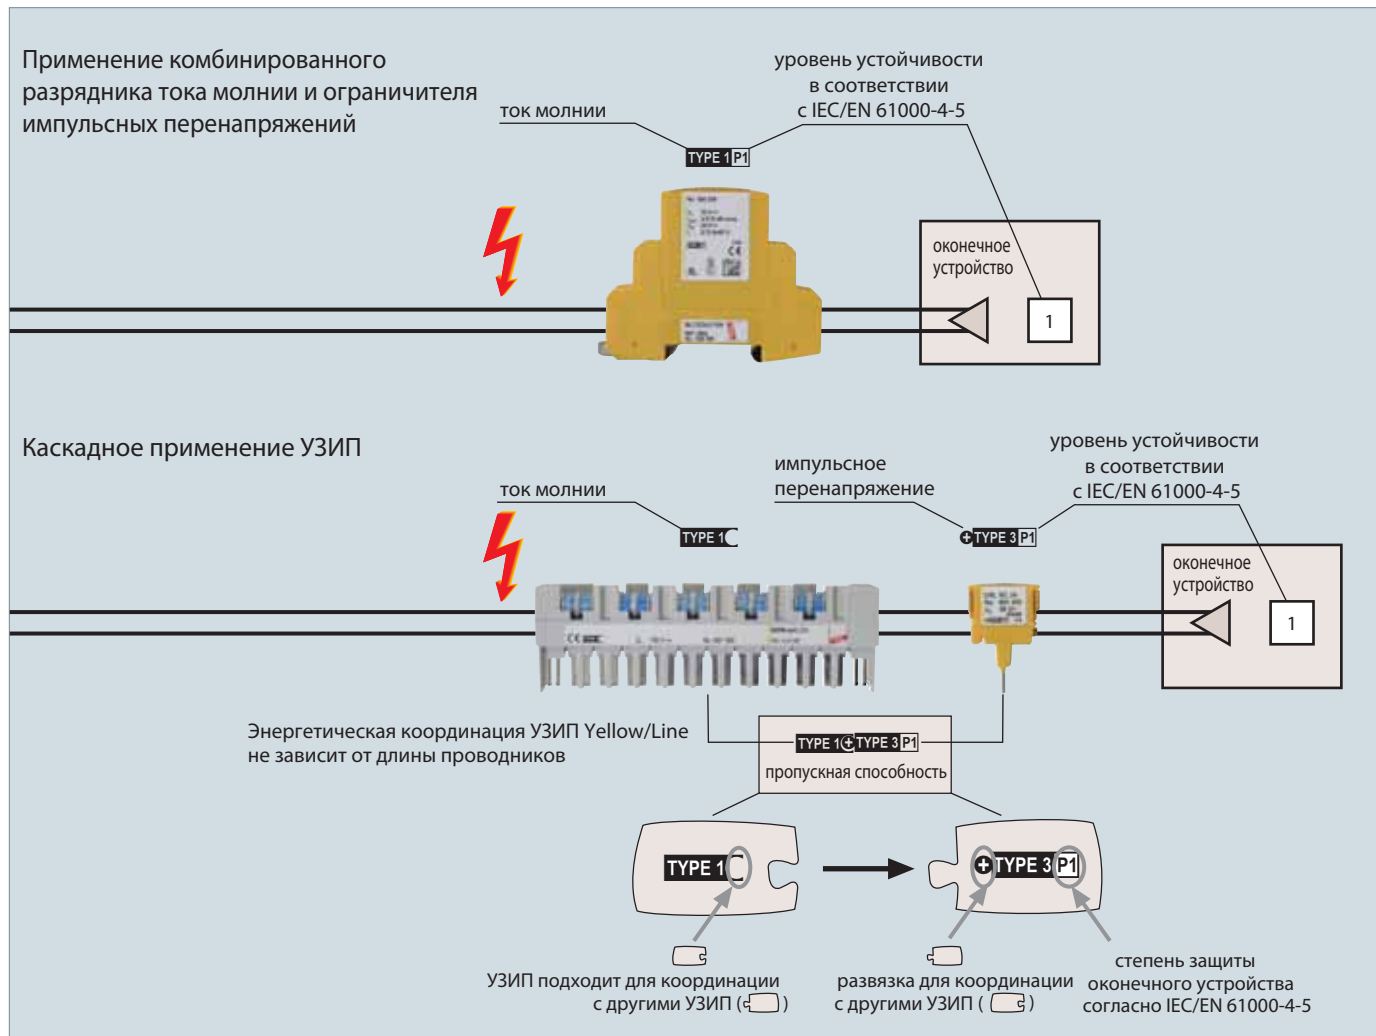 Применение комбинированного
разрядника тока молнии и ограничителя
импульсных перенапряжений
ток молнии
уровень устойчивости
в соответствии
с IEC/EN 61000-4-5
TYPE 1 P1
оконечное
устройство
1
Каскадное применение УЗИП
ток молнии
TYPE 1
импульсное
перенапряжение
уровень устойчивости
в соответствии
с IEC/EN 61000-4-5
+TYPE 3 P1
оконечное
устройство
1
Энергетическая координация УЗИП Yellow/Line
не зависит от длины проводников
TYPE 1+TYPE 3 P1
пропускная способность
TYPE 1
+TYPE 3 P1
УЗИП подходит для координации
с другими УЗИП ( )
развязка для координации
с другими УЗИП ( )
степень защиты
оконечного устройства
согласно IEC/EN 61000-4-5